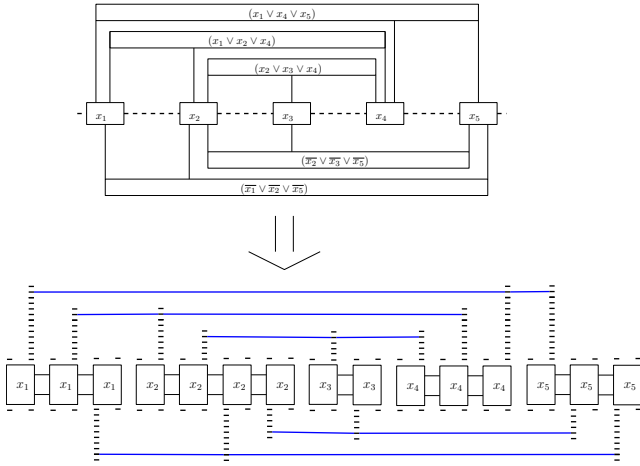 (x₁ ∨ x₄ ∨ x₅)
(x₁ ∨ x₂ ∨ x₄)
(x₂ ∨ x₃ ∨ x₄)
x₁ x₂ x₃ x₄ x₅
(x̅₂ ∨ x̅₃ ∨ x̅₅)
(x̅₁ ∨ x̅₂ ∨ x̅₅)
x₁ x₁ x₁ x₂ x₂ x₂ x₂ x₃ x₃ x₄ x₄ x₄ x₅ x₅ x₅